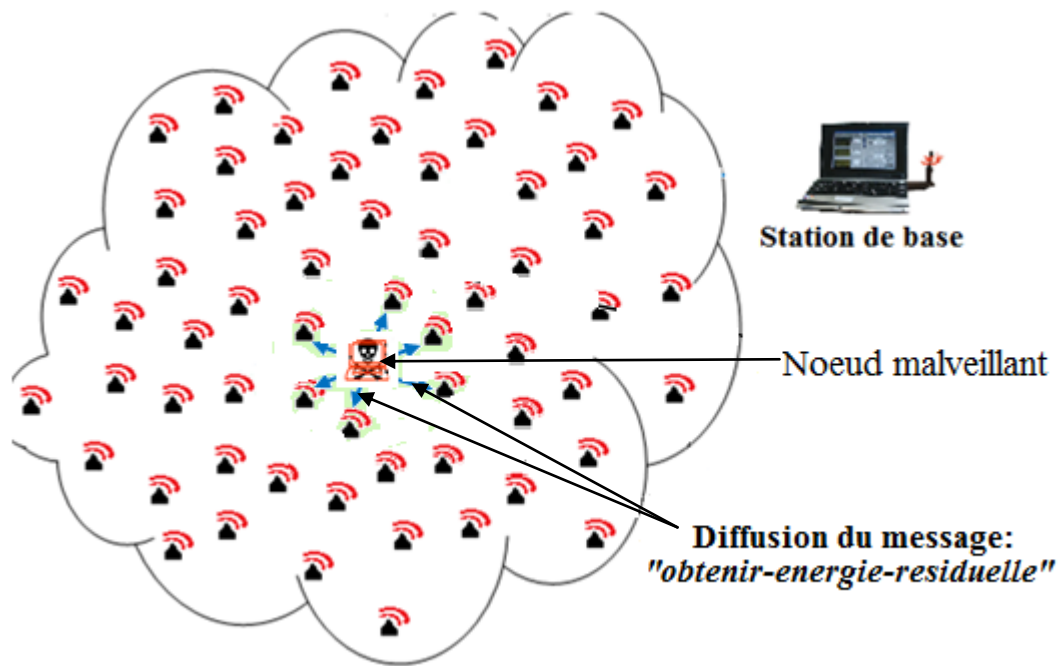 Station de base
Noeud malveillant
Diffusion du message:
"obtenir-energie-residuelle"